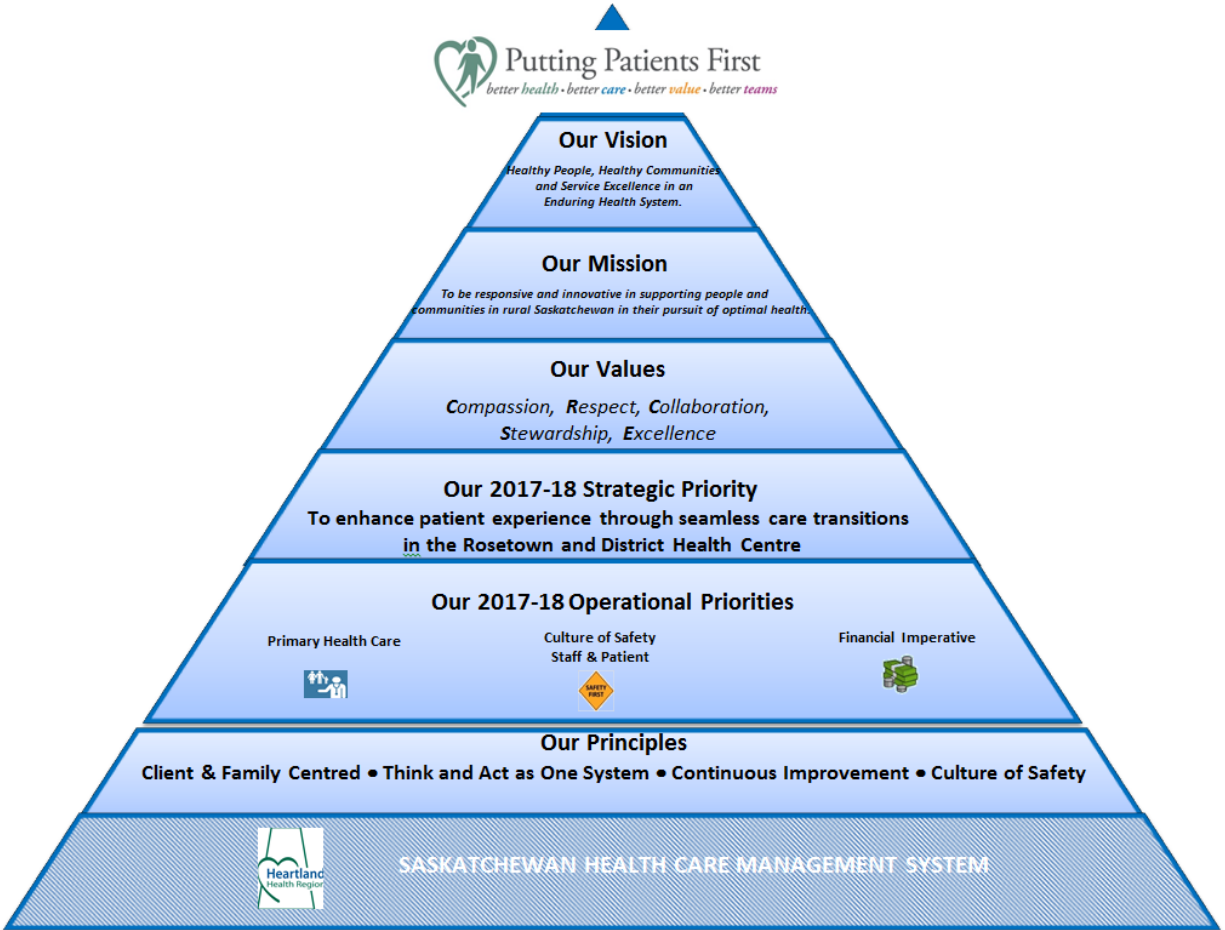 Putting Patients First
better health • better care • better value • better teams
Our Vision
Healthy People, Healthy Communities
and Service Excellence in an
Enduring Health System.
Our Mission
To be responsive and innovative in supporting people and
communities in rural Saskatchewan in their pursuit of optimal health.
Our Values
Compassion, Respect, Collaboration,
Stewardship, Excellence
Our 2017-18 Strategic Priority
To enhance patient experience through seamless care transitions
in the Rosetown and District Health Centre
Our 2017-18 Operational Priorities
Primary Health Care
Culture of Safety
Staff & Patient
Financial Imperative
SAFETY
FIRST
Our Principles
Client & Family Centred • Think and Act as One System • Continuous Improvement • Culture of Safety
Heartland
Health Region
SASKATCHEWAN HEALTH CARE MANAGEMENT SYSTEM